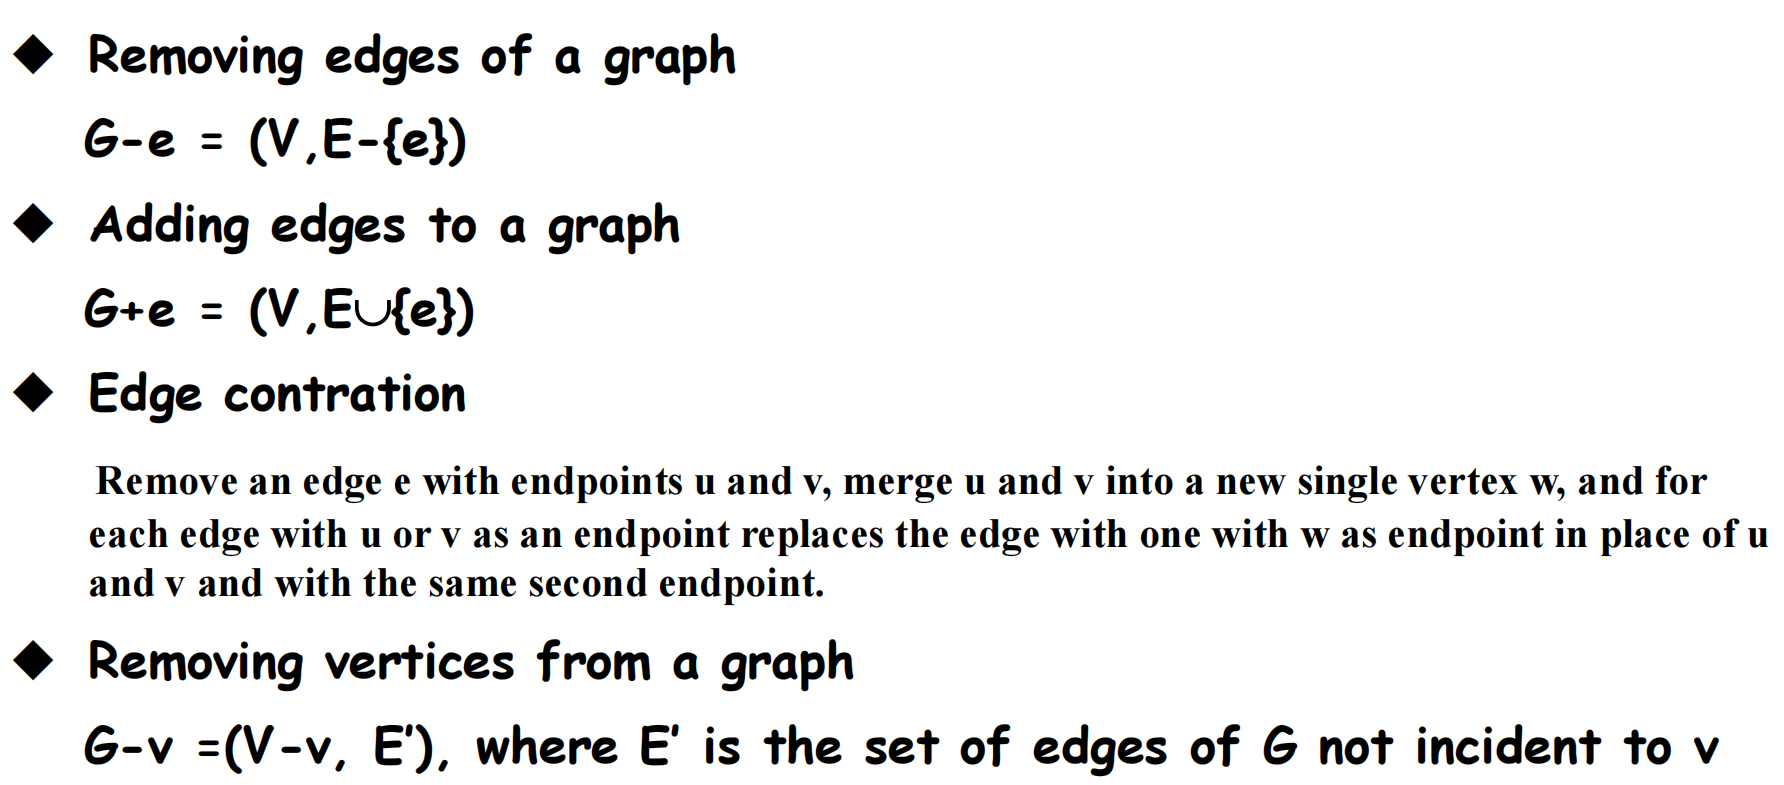 ◆ Removing edges of a graph
G-e = (V,E-{e})
◆ Adding edges to a graph
G+e = (V,E∪{e})
◆ Edge contration
Remove an edge e with endpoints u and v, merge u and v into a new single vertex w, and for
each edge with u or v as an endpoint replaces the edge with one with w as endpoint in place of u
and v and with the same second endpoint.
◆ Removing vertices from a graph
G-v =(V-v, E′), where E′ is the set of edges of G not incident to v